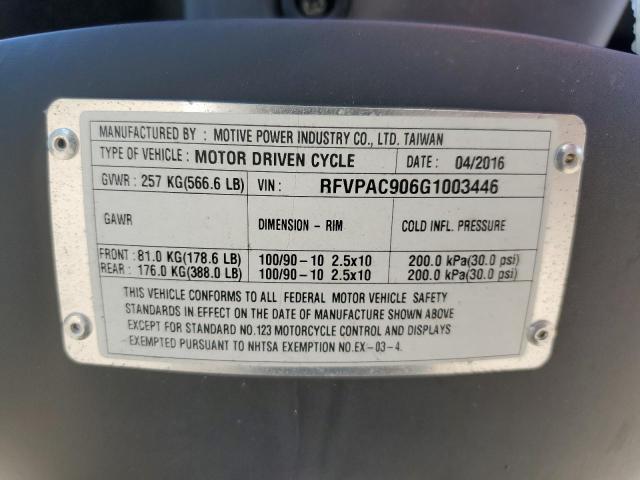 MANUFACTURED BY : MOTIVE POWER INDUSTRY CO., LTD. TAIWAN
TYPE OF VEHICLE : MOTOR DRIVEN CYCLE DATE : 04/2016
GVWR : 257 KG(566.6 LB) VIN : RFVPAC906G1003446
GAWR DIMENSION - RIM COLD INFL. PRESSURE
FRONT : 81.0 KG(178.6 LB) 100/90-10 2.5x10 200.0 kPa(30.0 psi)
REAR : 176.0 KG(388.0 LB) 100/90-10 2.5x10 200.0 kPa(30.0 psi)
THIS VEHICLE CONFORMS TO ALL FEDERAL MOTOR VEHICLE SAFETY
STANDARDS IN EFFECT ON THE DATE OF MANUFACTURE SHOWN ABOVE
EXCEPT FOR STANDARD NO.123 MOTORCYCLE CONTROL AND DISPLAYS
EXEMPTED PURSUANT TO NHTSA EXEMPTION NO.EX-03-4.